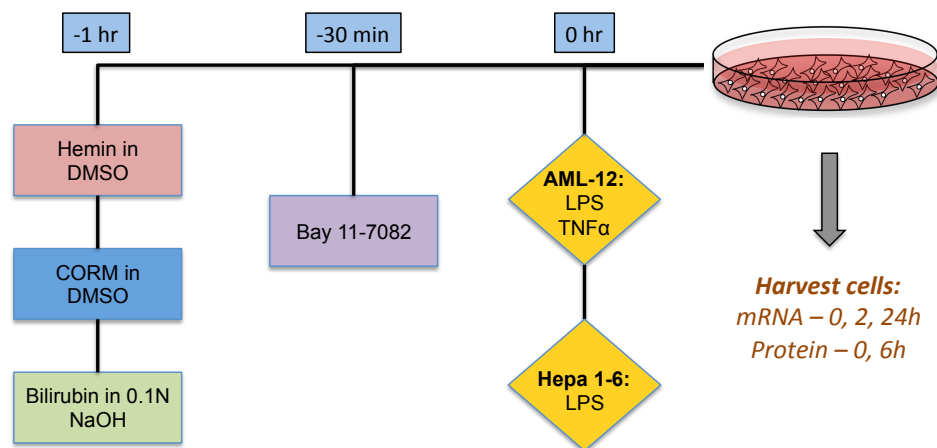 -1 hr
-30 min
0 hr
Hemin in
DMSO
CORM in
DMSO
Bilirubin in 0.1N
NaOH
Bay 11-7082
AML-12:
LPS
TNFα
Hepa 1-6:
LPS
Harvest cells:
mRNA – 0, 2, 24h
Protein – 0, 6h